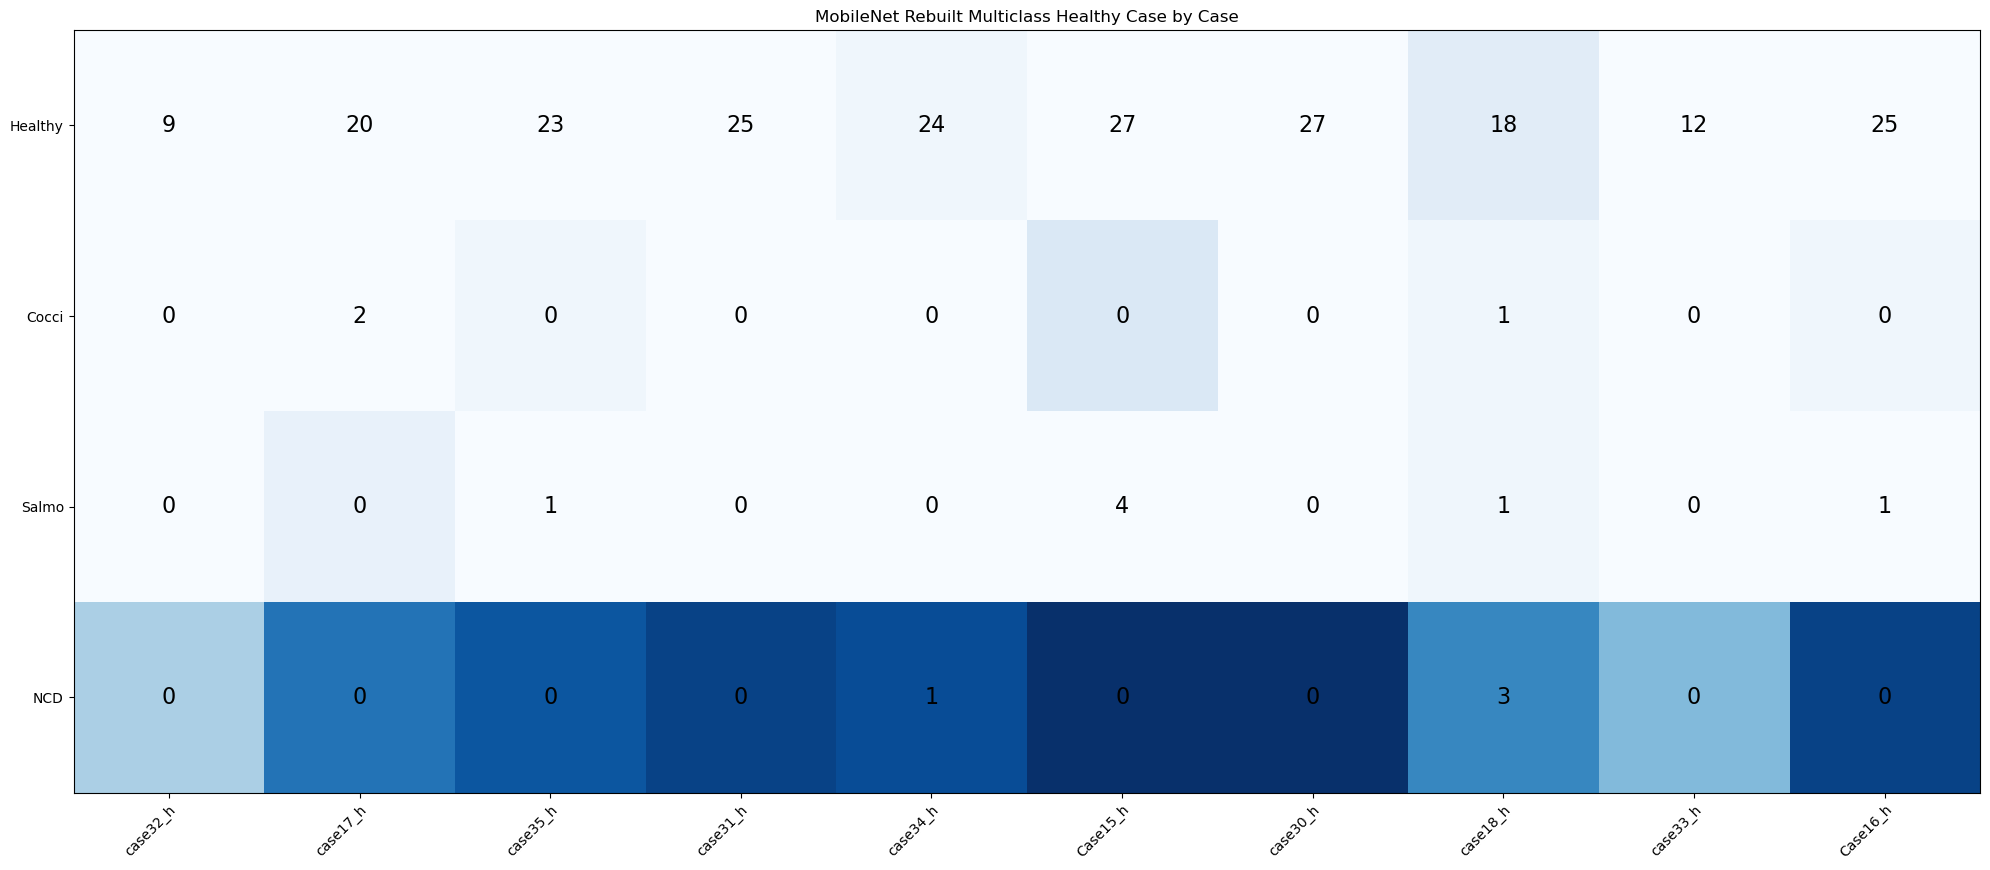 MobileNet Rebuilt Multiclass Healthy Case by Case
Healthy 9 20 23 25 24 27 27 18 12 25
Cocci 0 2 0 0 0 0 0 1 0 0
Salmo 0 0 1 0 0 4 0 1 0 1
NCD 0 0 0 0 1 0 0 3 0 0
case32_h case17_h case35_h case31_h case34_h Case15_h case30_h case18_h case33_h Case16_h